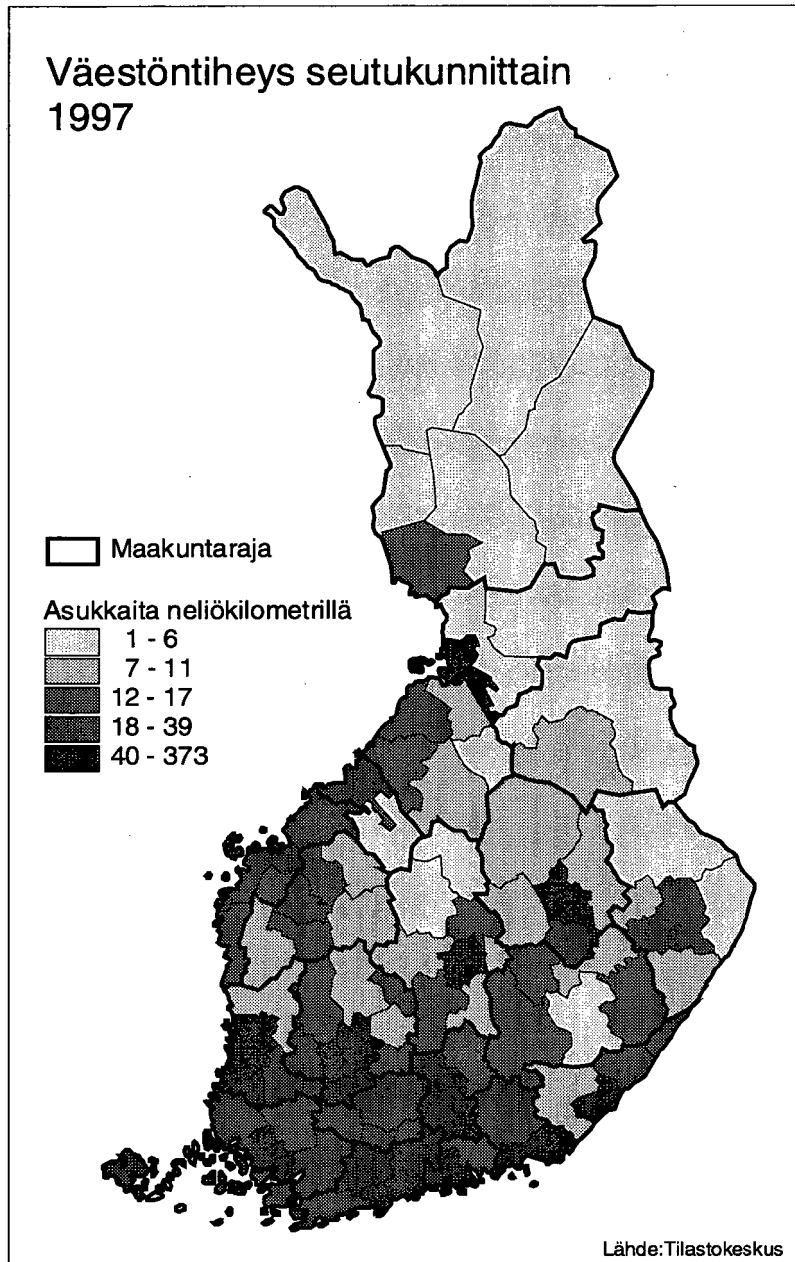 Väestöntiheys seutukunnittain
1997
Maakuntaraja
Asukkaita neliökilometrillä
1 - 6
7 - 11
12 - 17
18 - 39
40 - 373
Lähde:Tilastokeskus